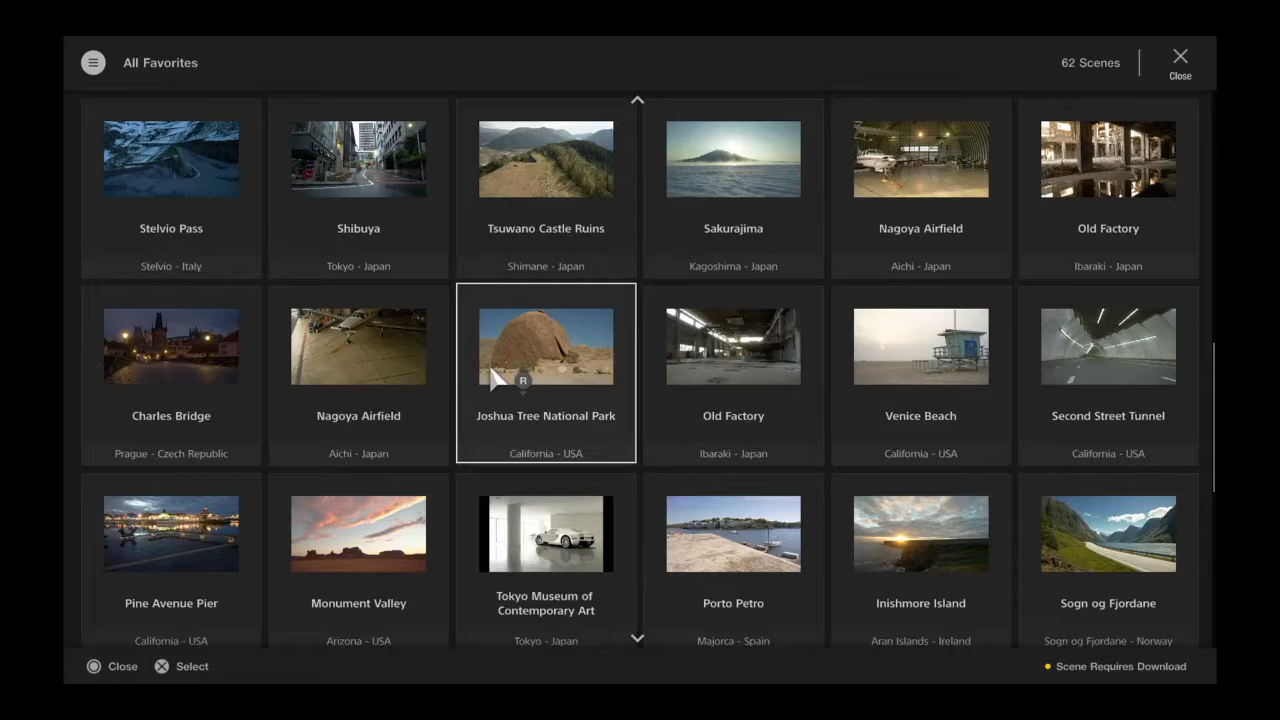 All Favorites
62 Scenes
Close
Stelvio Pass
Shibuya
Tsuwano Castle Ruins
Sakurajima
Nagoya Airfield
Old Factory
Stelvio - Italy
Tokyo - Japan
Shimane - Japan
Kagoshima - Japan
Aichi - Japan
Ibaraki - Japan
R
Charles Bridge
Nagoya Airfield
Joshua Tree National Park
Old Factory
Venice Beach
Second Street Tunnel
Prague - Czech Republic
Aichi - Japan
California - USA
Ibaraki - Japan
California - USA
California - USA
Pine Avenue Pier
Monument Valley
Tokyo Museum of
Contemporary Art
Porto Petro
Inishmore Island
Sogn og Fjordane
California - USA
Arizona - USA
Tokyo - Japan
Majorca - Spain
Aran Islands - Ireland
Sogn og Fjordane - Norway
Close
Select
Scene Requires Download